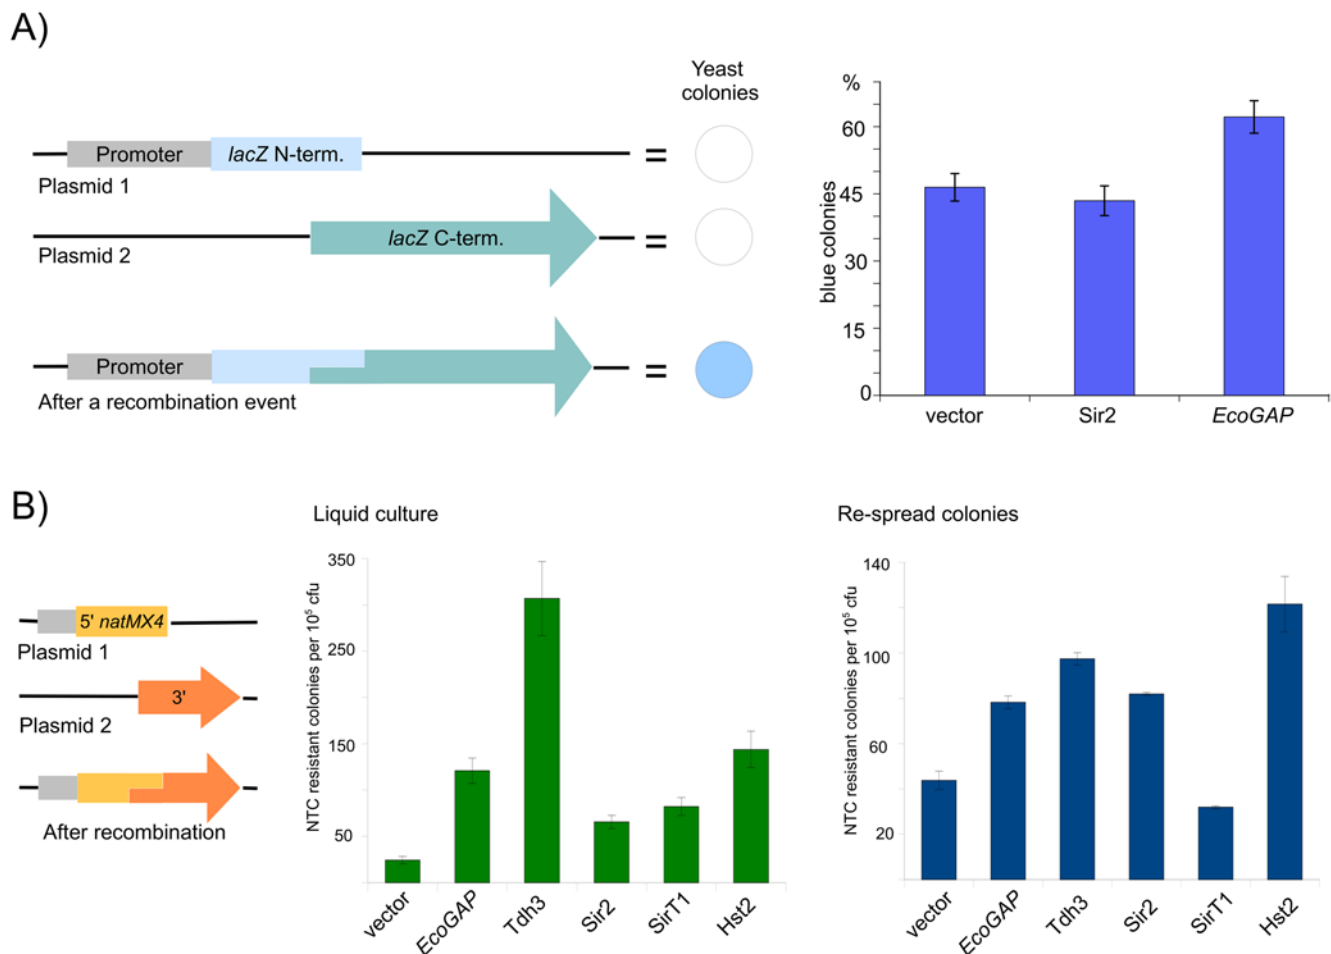 A)
Yeast
colonies
Promoter
lacZ N-term.
=
Plasmid 1
lacZ C-term.
=
Plasmid 2
Promoter
=
After a recombination event
%
60
45
30
15
0
blue colonies
vector
Sir2
EcoGAP
B)
Liquid culture
Re-spread colonies
5' natMX4
Plasmid 1
3'
Plasmid 2
After recombination
350
250
150
50
NTC resistant colonies per 10⁵ cfu
vector
EcoGAP
Tdh3
Sir2
SirT1
Hst2
140
100
60
20
NTC resistant colonies per 10⁵ cfu
vector
EcoGAP
Tdh3
Sir2
SirT1
Hst2